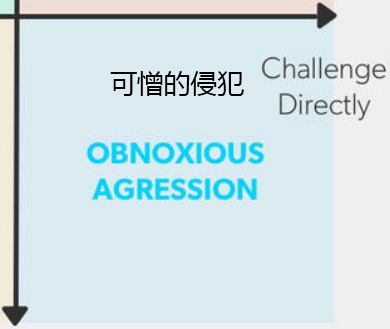 可憎的侵犯
Challenge
Directly
OBNOXIOUS
AGRESSION